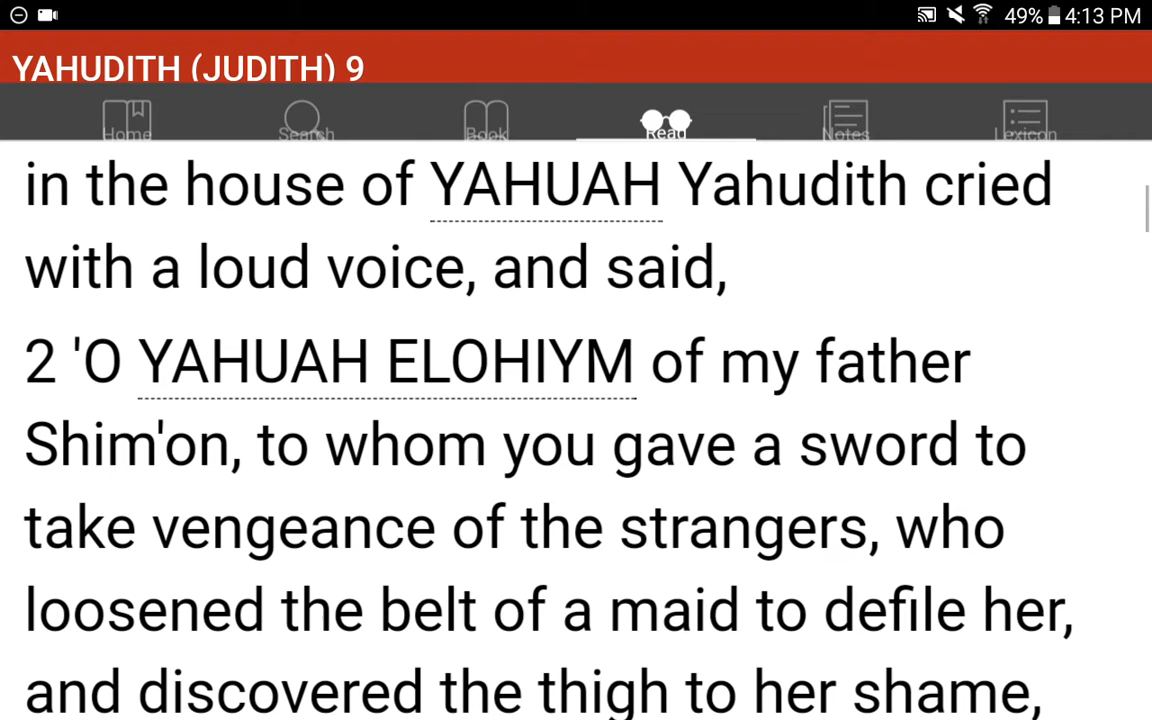 49% 4:13 PM
YAHUDITH (JUDITH) 9
Home Search Book Read Notes Lexicon
in the house of YAHUAH Yahudith cried
with a loud voice, and said,
2 'O YAHUAH ELOHIYM of my father
Shim'on, to whom you gave a sword to
take vengeance of the strangers, who
loosened the belt of a maid to defile her,
and discovered the thigh to her shame,